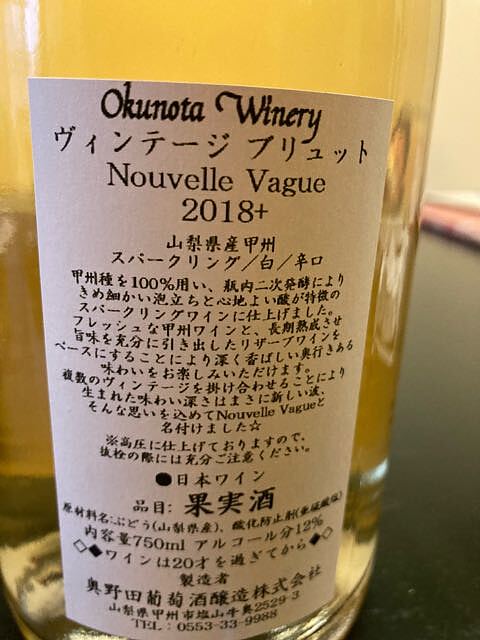 Okunota Winery
ヴィンテージ ブリュット
Nouvelle Vague
2018+
山梨県産甲州
スパークリング/白/辛口
甲州種を100%用い、瓶内二次発酵により
きめ細かい泡立ちと心地よい酸が特徴の
スパークリングワインに仕上げました。
フレッシュな甲州ワインと、長期熟成させ
旨味を充分に引き出したリザーブワインを
ベースにすることにより深く香ばしい奥行きある
味わいをお楽しみいただけます。
複数のヴィンテージを掛け合わせることにより
生まれた味わい深さはまさに新しい波、
そんな思いを込めてNouvelle Vagueと
名付けました☆
※高圧に仕上げておりますので、
抜栓の際には充分ご注意ください。
●日本ワイン
品目: 果実酒
原材料名:ぶどう(山梨県産)、酸化防止剤(亜硫酸塩)
内容量750ml アルコール分12%
◇◆ワインは20才を過ぎてから◆◇
製造者
奥野田葡萄酒醸造株式会社
山梨県甲州市塩山牛奥2529-3
TEL:0553-33-9988